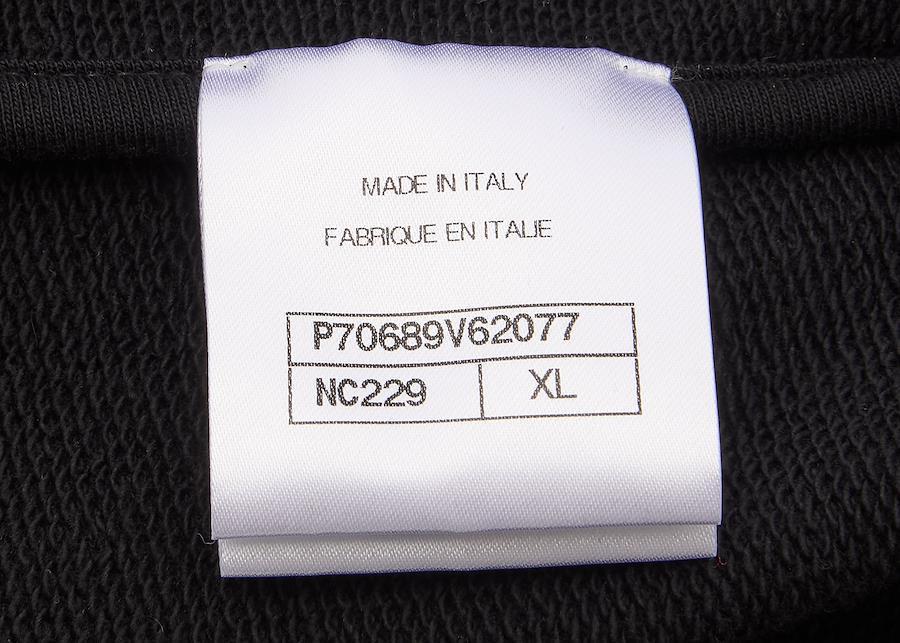 MADE IN ITALY
FABRIQUE EN ITALIE
P70689V62077
NC229 XL